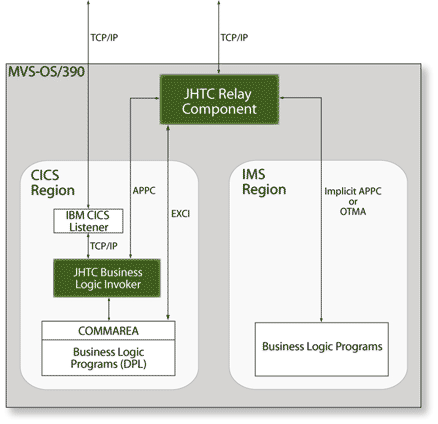 TCP/IP
TCP/IP
MVS-OS/390
JHTC Relay
Component
CICS
Region
IMS
Region
APPC
EXCI
Implicit APPC
or
OTMA
IBM CICS
Listener
TCP/IP
JHTC Business
Logic Invoker
COMMAREA
Business Logic
Programs (DPL)
Business Logic Programs